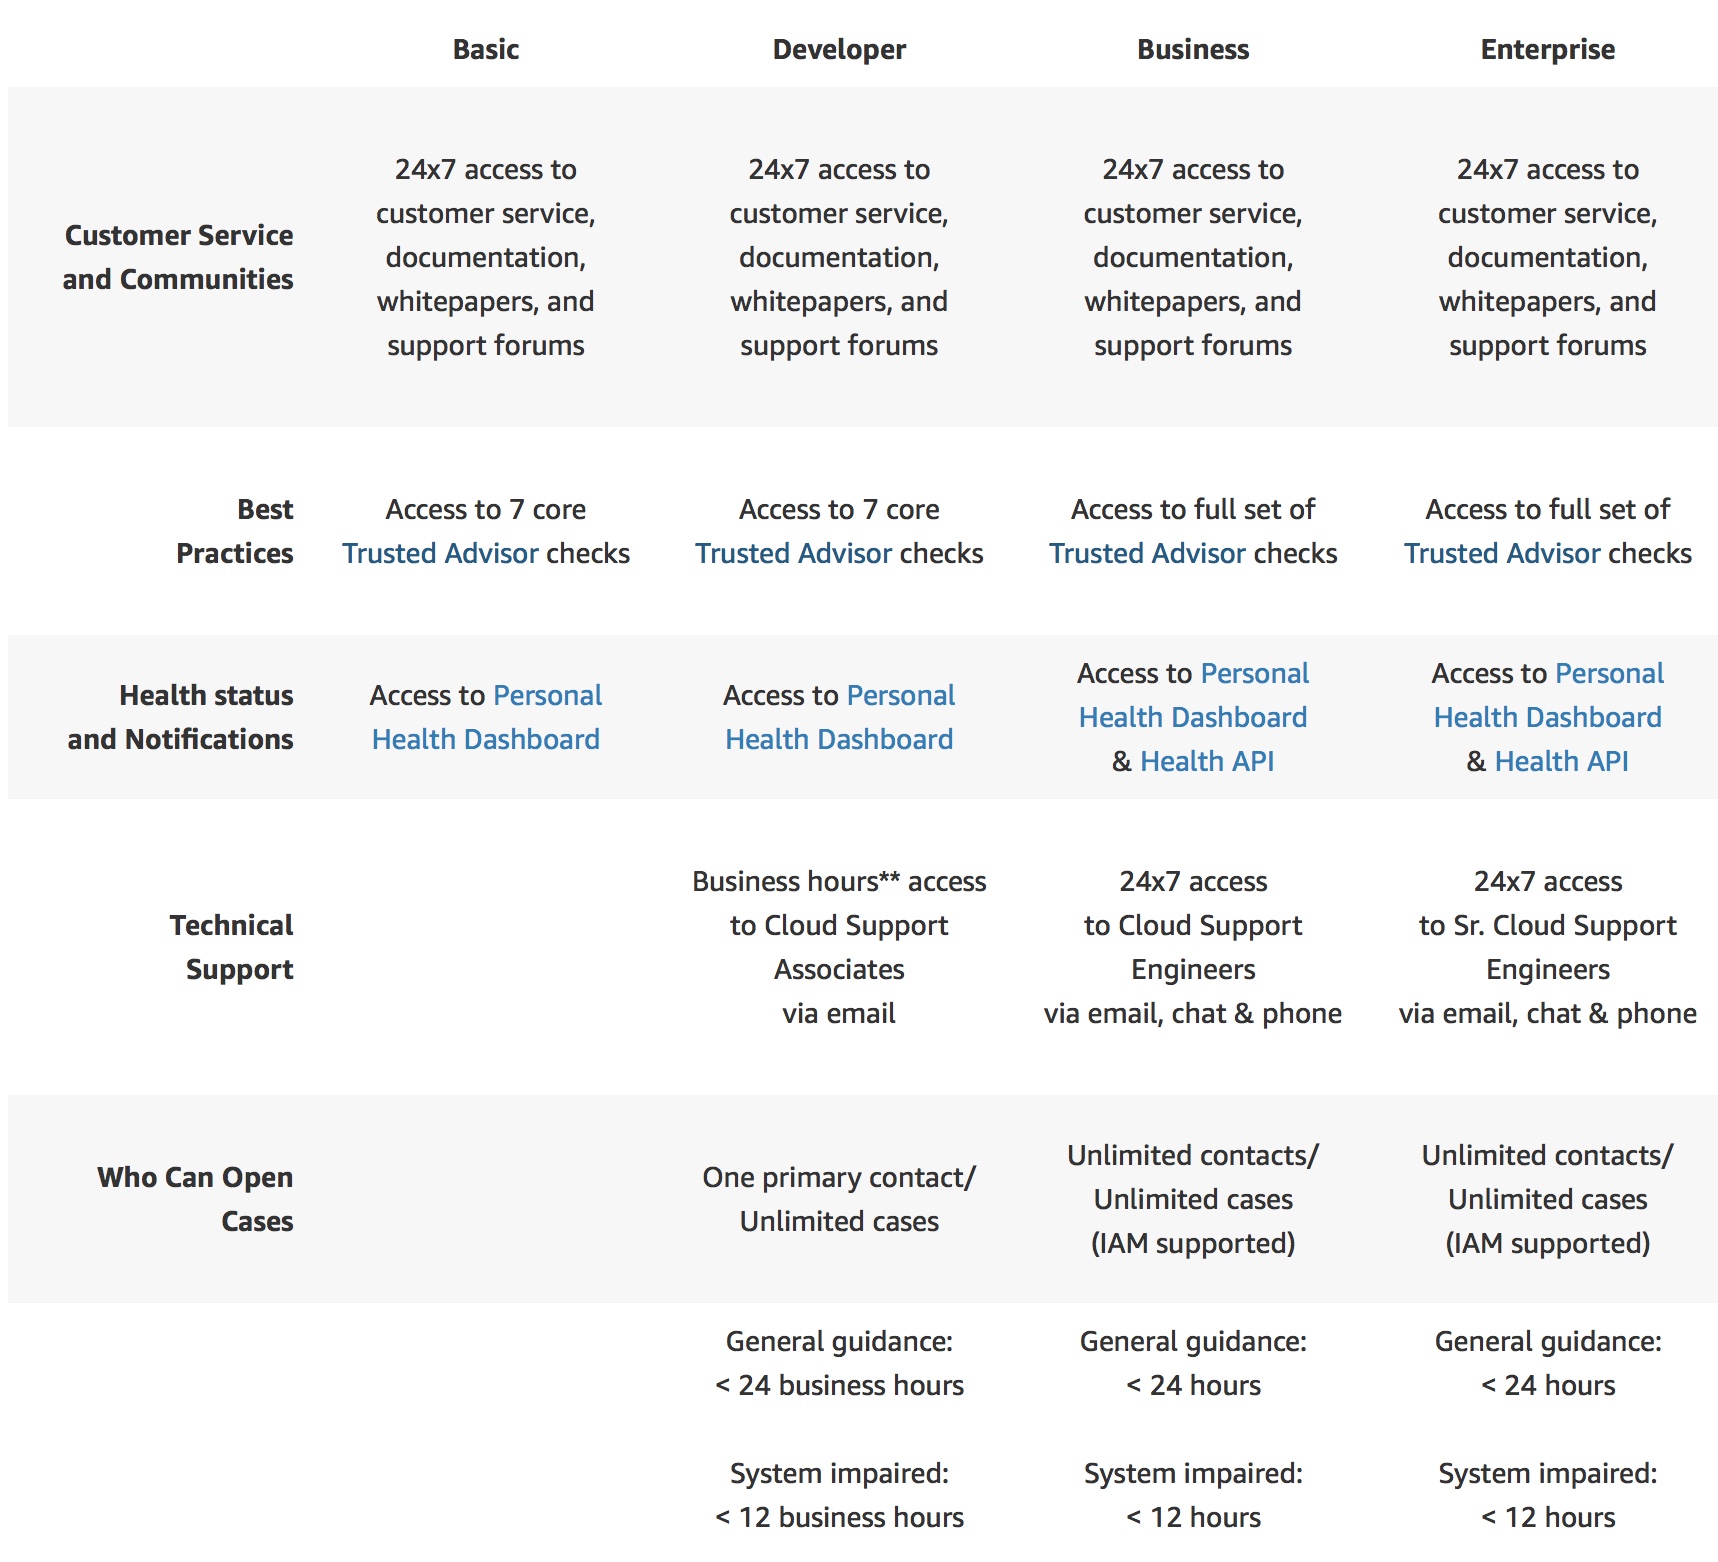 Basic Developer Business Enterprise
Customer Service
and Communities
24x7 access to
customer service,
documentation,
whitepapers, and
support forums
24x7 access to
customer service,
documentation,
whitepapers, and
support forums
24x7 access to
customer service,
documentation,
whitepapers, and
support forums
24x7 access to
customer service,
documentation,
whitepapers, and
support forums
Best
Practices
Access to 7 core
Trusted Advisor checks
Access to 7 core
Trusted Advisor checks
Access to full set of
Trusted Advisor checks
Access to full set of
Trusted Advisor checks
Health status
and Notifications
Access to Personal
Health Dashboard
Access to Personal
Health Dashboard
Access to Personal
Health Dashboard
& Health API
Access to Personal
Health Dashboard
& Health API
Technical
Support
Business hours** access
to Cloud Support
Associates
via email
24x7 access
to Cloud Support
Engineers
via email, chat & phone
24x7 access
to Sr. Cloud Support
Engineers
via email, chat & phone
Who Can Open
Cases
One primary contact/
Unlimited cases
Unlimited contacts/
Unlimited cases
(IAM supported)
Unlimited contacts/
Unlimited cases
(IAM supported)
General guidance:
< 24 business hours
System impaired:
< 12 business hours
General guidance:
< 24 hours
System impaired:
< 12 hours
General guidance:
< 24 hours
System impaired:
< 12 hours